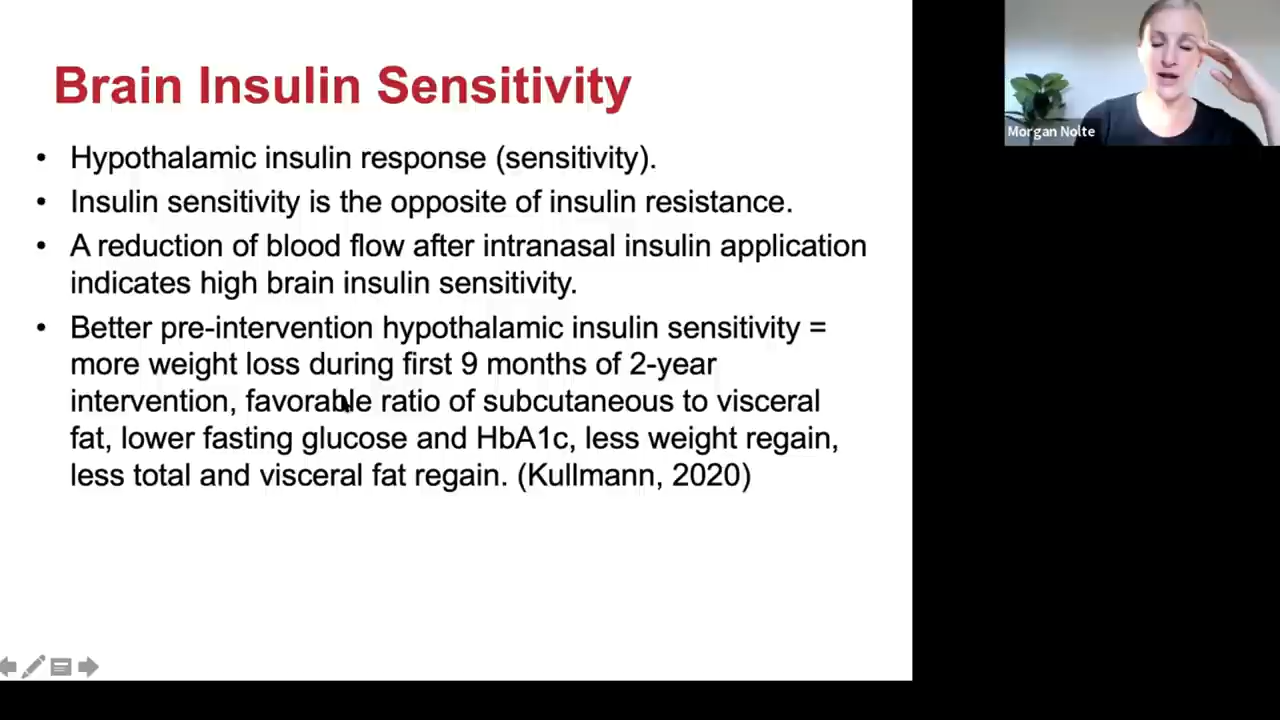 Brain Insulin Sensitivity
• Hypothalamic insulin response (sensitivity).
• Insulin sensitivity is the opposite of insulin resistance.
• A reduction of blood flow after intranasal insulin application
indicates high brain insulin sensitivity.
• Better pre-intervention hypothalamic insulin sensitivity =
more weight loss during first 9 months of 2-year
intervention, favorable ratio of subcutaneous to visceral
fat, lower fasting glucose and HbA1c, less weight regain,
less total and visceral fat regain. (Kullmann, 2020)
Morgan Nolte